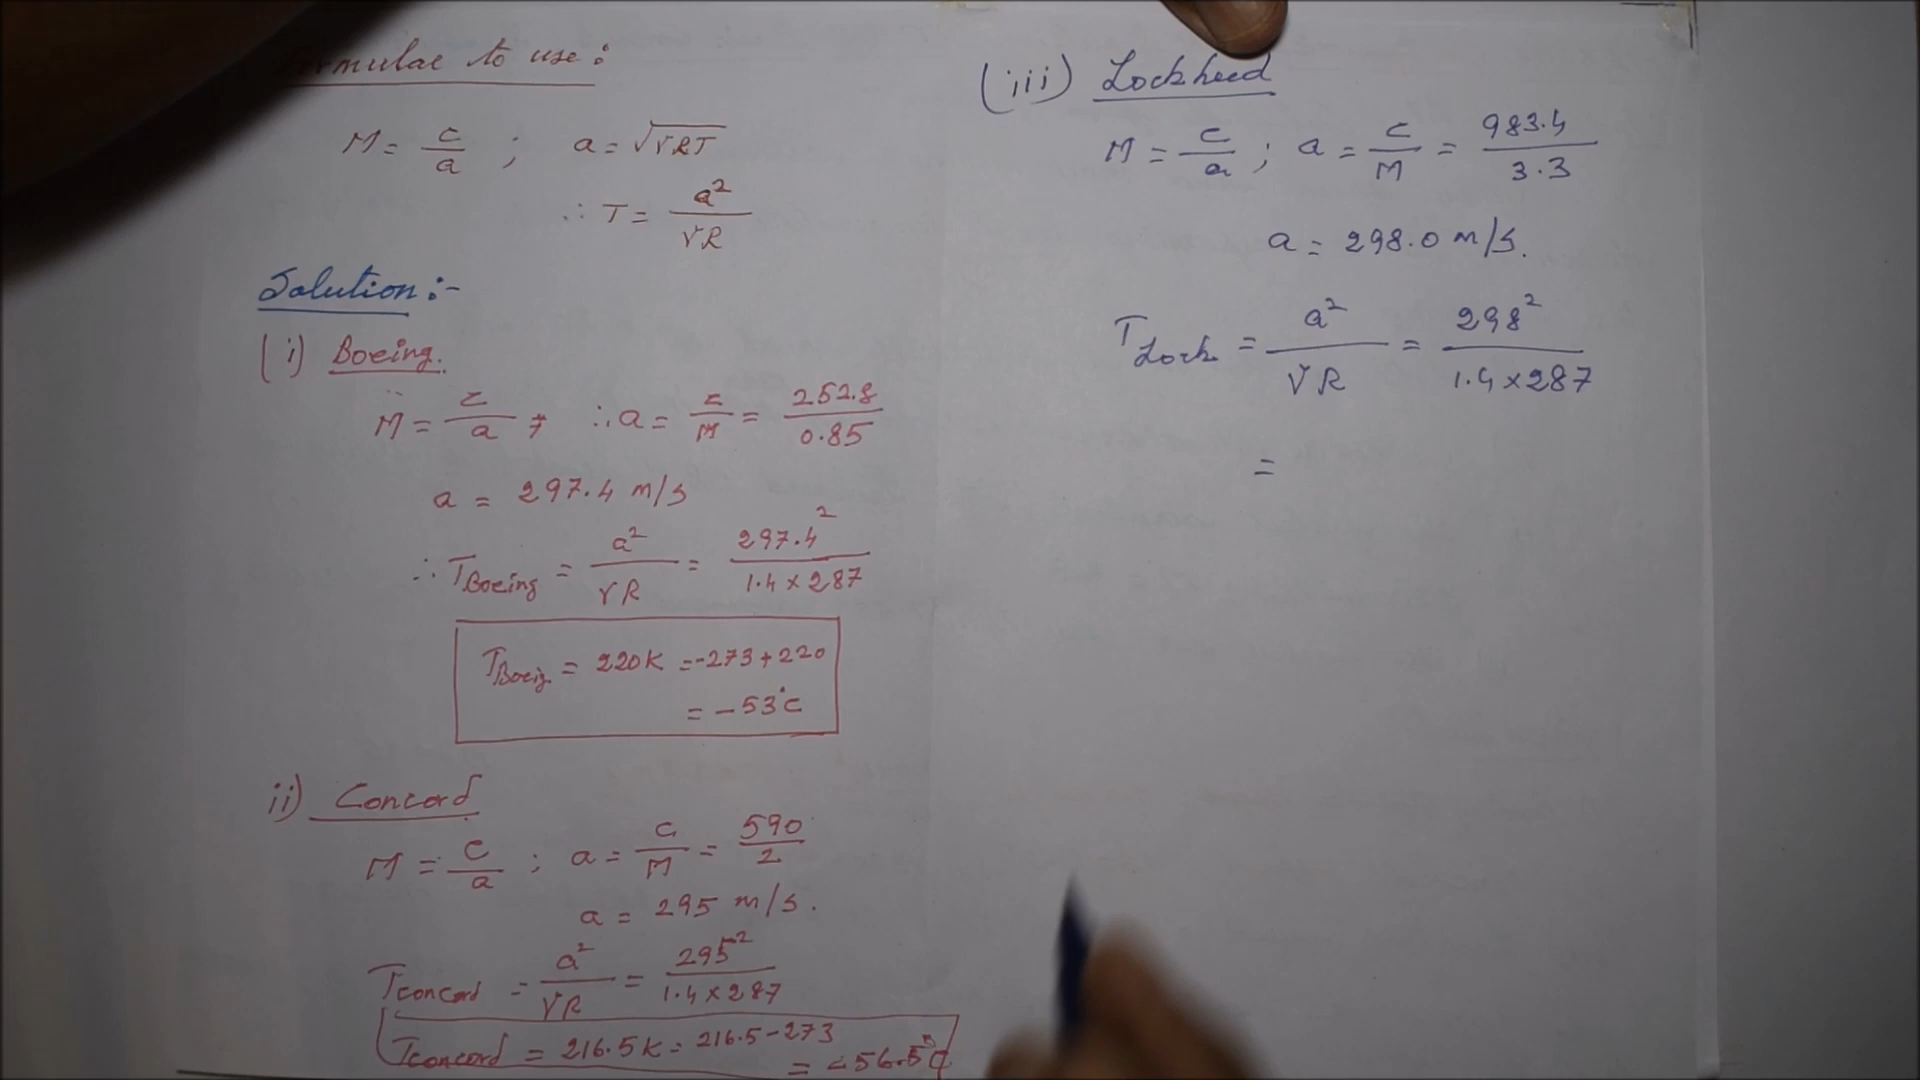 to use :
M = c/a ; a = √γRT
∴ T = a²/γR
Solution :-
(i) Boeing.
M = c/a ; ∴ a = c/M = 252.8/0.85
a = 297.4 m/s
∴ TBoeing = a²/γR = 297.4²/1.4 × 287
TBoeig. = 220K = -273 + 220
= -53°C
ii) Concord
M = c/a ; a = c/M = 590/2
a = 295 m/s.
Tconcord = a²/γR = 295²/1.4 × 287
Tconcord = 216.5K = 216.5 - 273
= -56.5°C
(iii) Lockheed
M = c/a ; a = c/M = 983.4/3.3
a = 298.0 m/s.
TLock = a²/γR = 298²/1.4 × 287
=